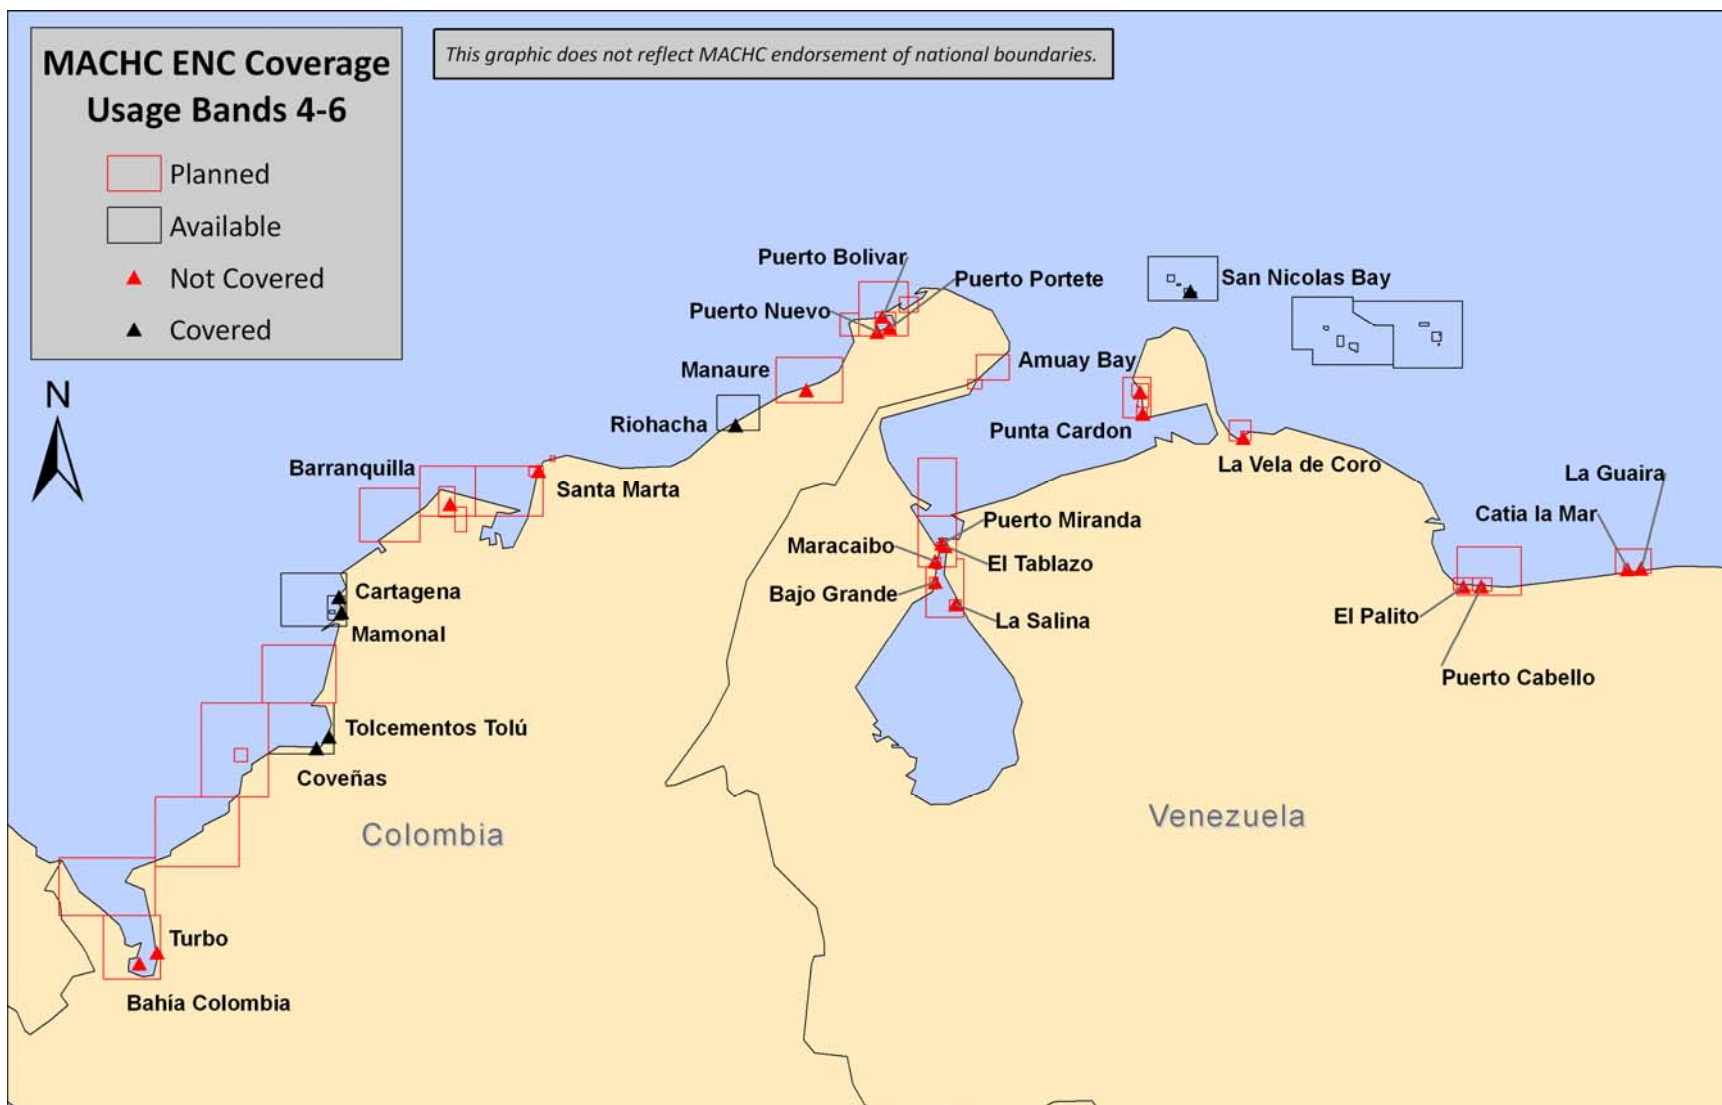 MACHC ENC Coverage
Usage Bands 4-6
Planned
Available
Not Covered
Covered
This graphic does not reflect MACHC endorsement of national boundaries.
N
Puerto Bolivar
Puerto Portete
San Nicolas Bay
Puerto Nuevo
Manaure
Amuay Bay
Riohacha
Punta Cardon
Barranquilla
La Vela de Coro
Santa Marta
La Guaira
Catia la Mar
Puerto Miranda
Maracaibo
El Tablazo
Cartagena
Bajo Grande
La Salina
El Palito
Mamonal
Puerto Cabello
Tolcementos Tolú
Coveñas
Colombia
Venezuela
Turbo
Bahía Colombia